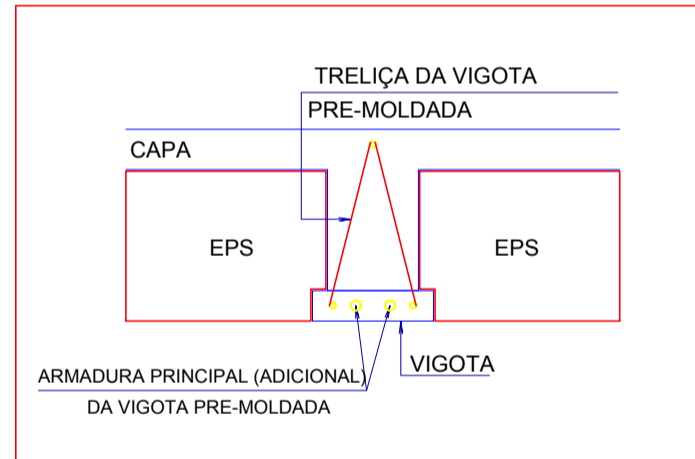 TRELIÇA DA VIGOTA
PRE-MOLDADA
CAPA
EPS
EPS
VIGOTA
ARMADURA PRINCIPAL (ADICIONAL)
DA VIGOTA PRE-MOLDADA